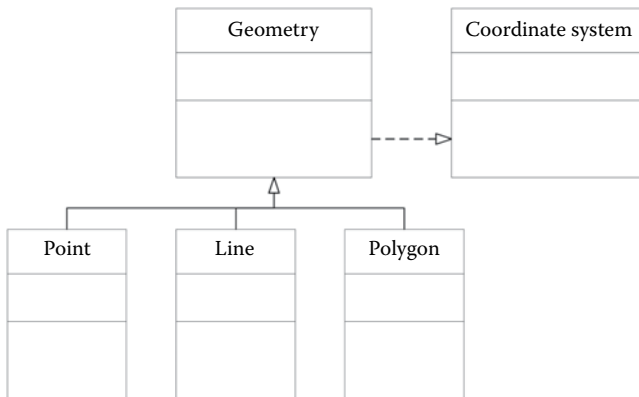 Geometry
Coordinate system
Point
Line
Polygon